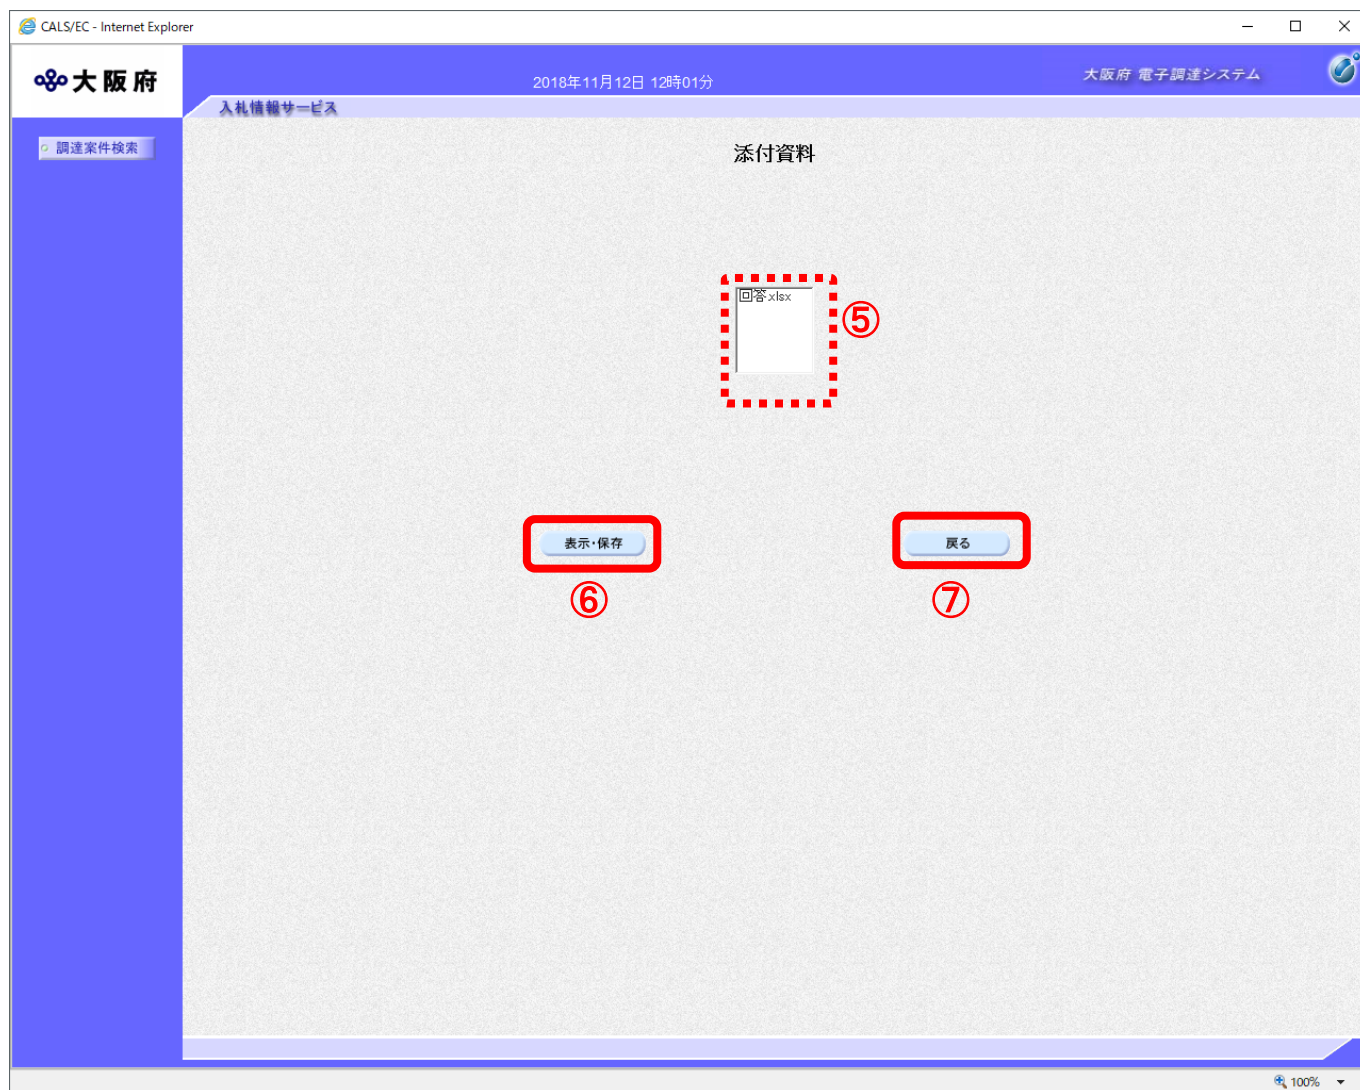 CALS/EC - Internet Explorer
大阪府
2018年11月12日 12時01分
大阪府 電子調達システム
入札情報サービス
調達案件検索
添付資料
回答.xlsx
⑤
表示・保存
戻る
⑥
⑦
100%